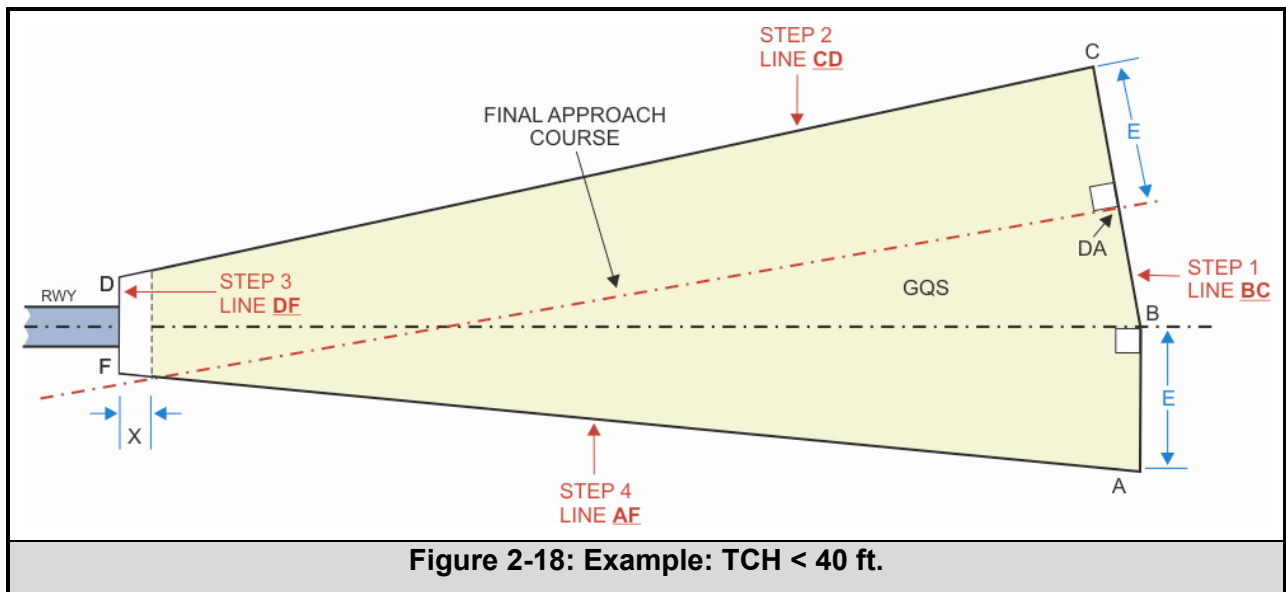 STEP 2
LINE CD
C
E
FINAL APPROACH
COURSE
DA
STEP 1
LINE BC
GQS
D
STEP 3
LINE DF
RWY
B
F
E
X
A
STEP 4
LINE AF
Figure 2-18: Example: TCH < 40 ft.